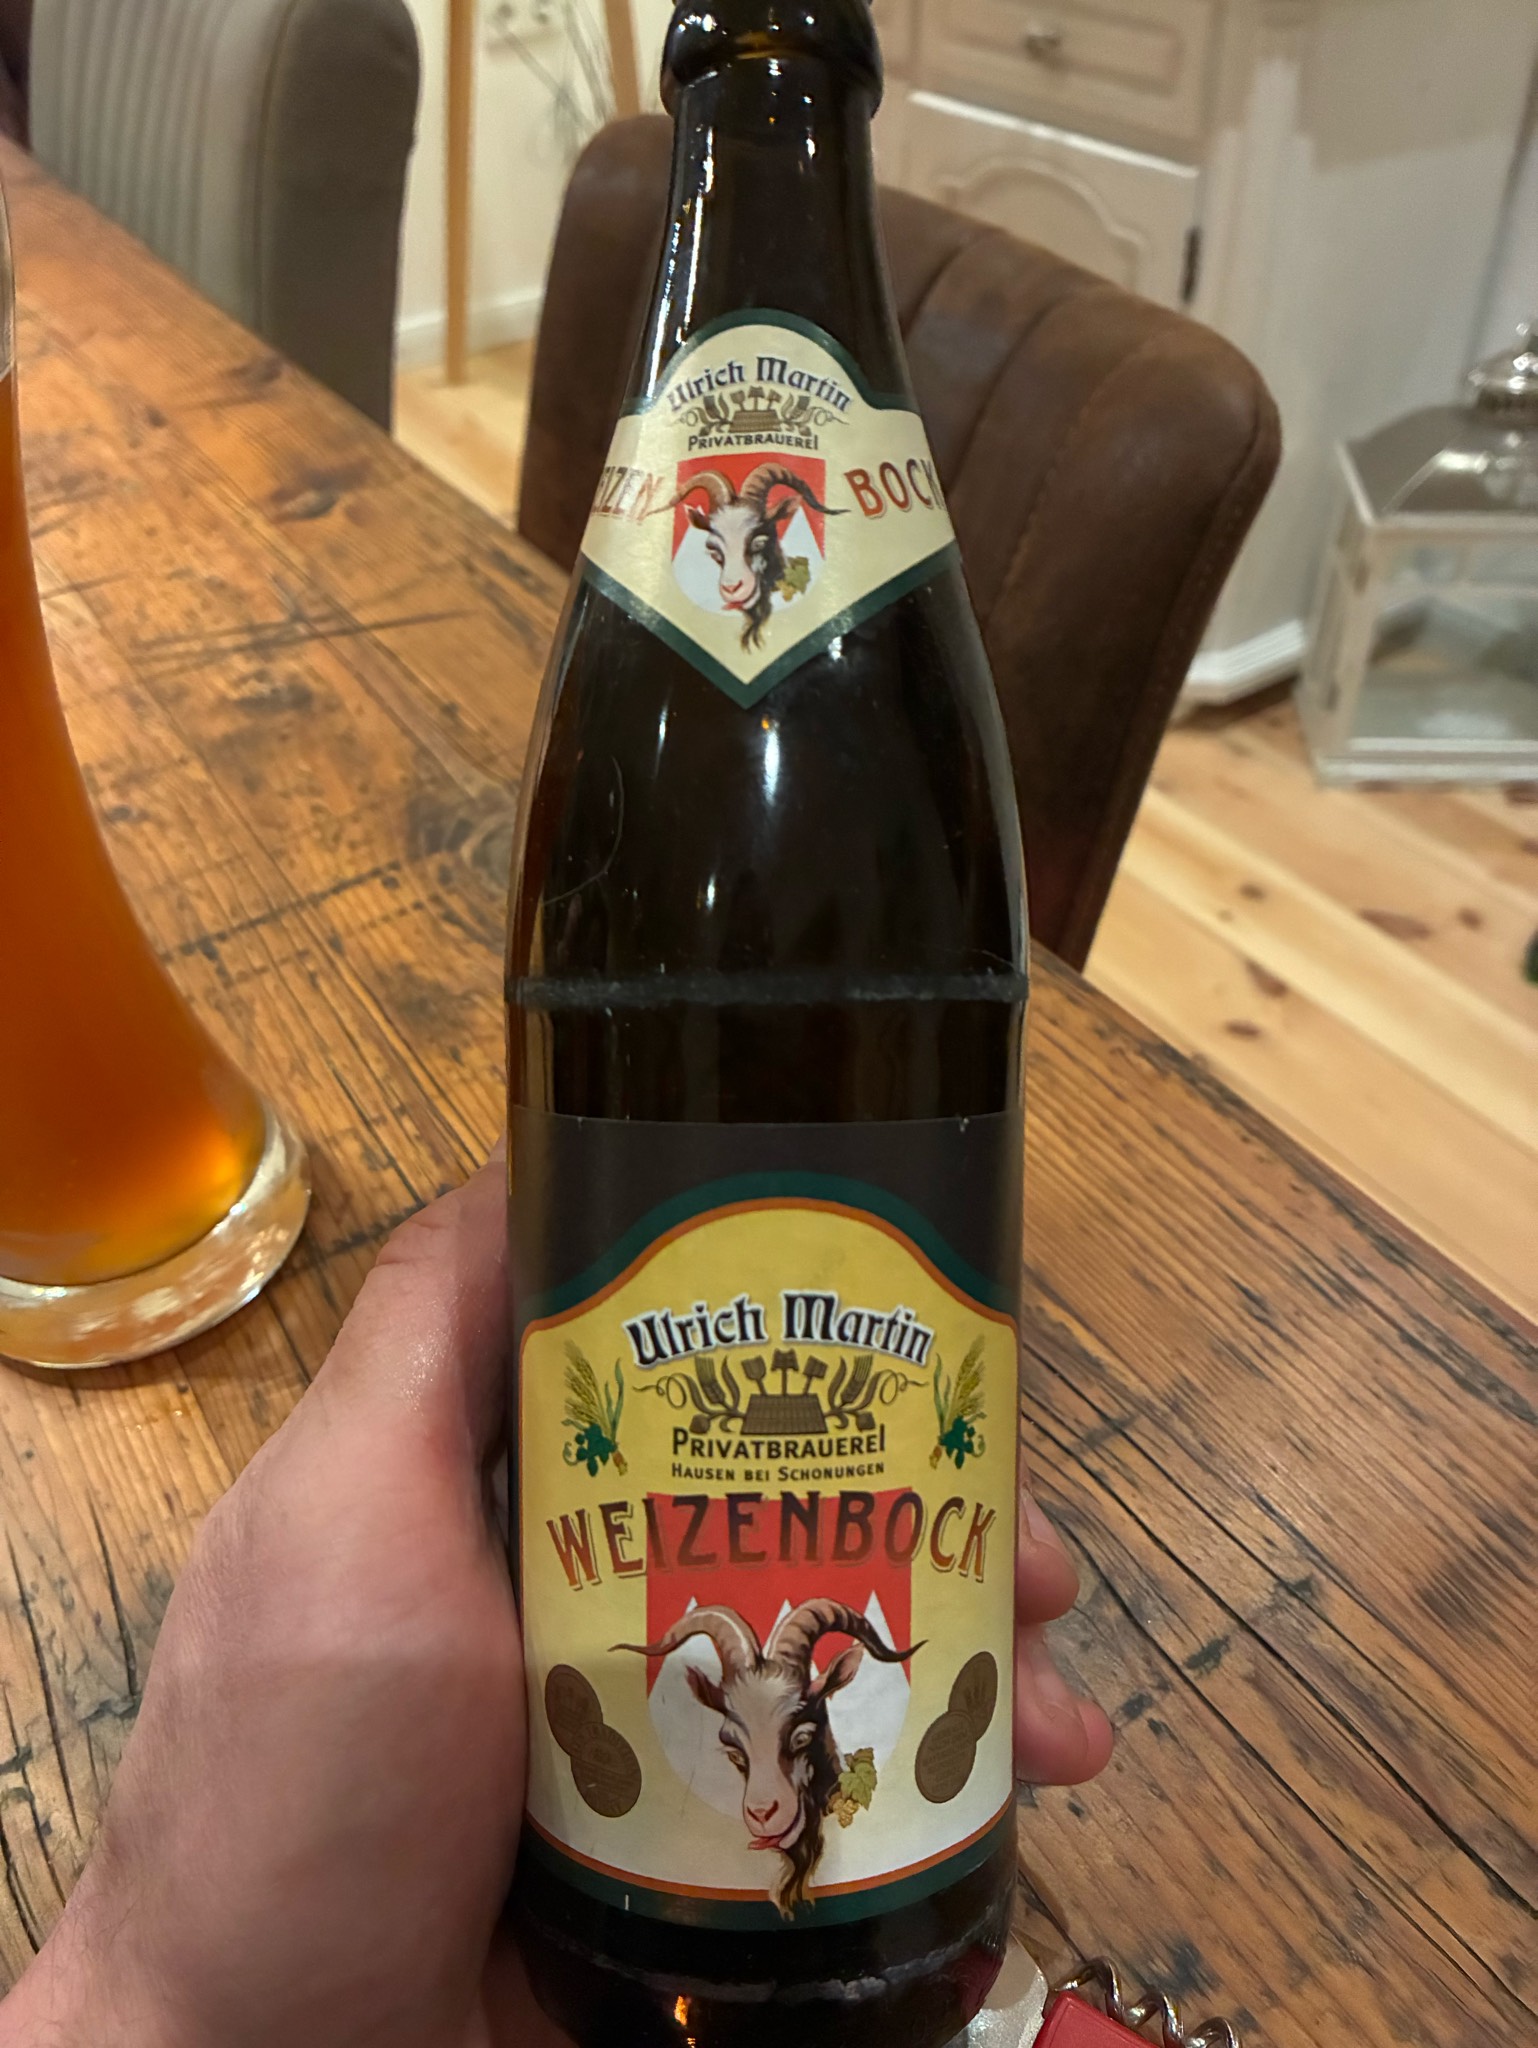 Ulrich Martin
PRIVATBRAUEREI
BOCK
Ulrich Martin
PRIVATBRAUEREI
HAUSEN BEI SCHONUNGEN
WEIZENBOCK